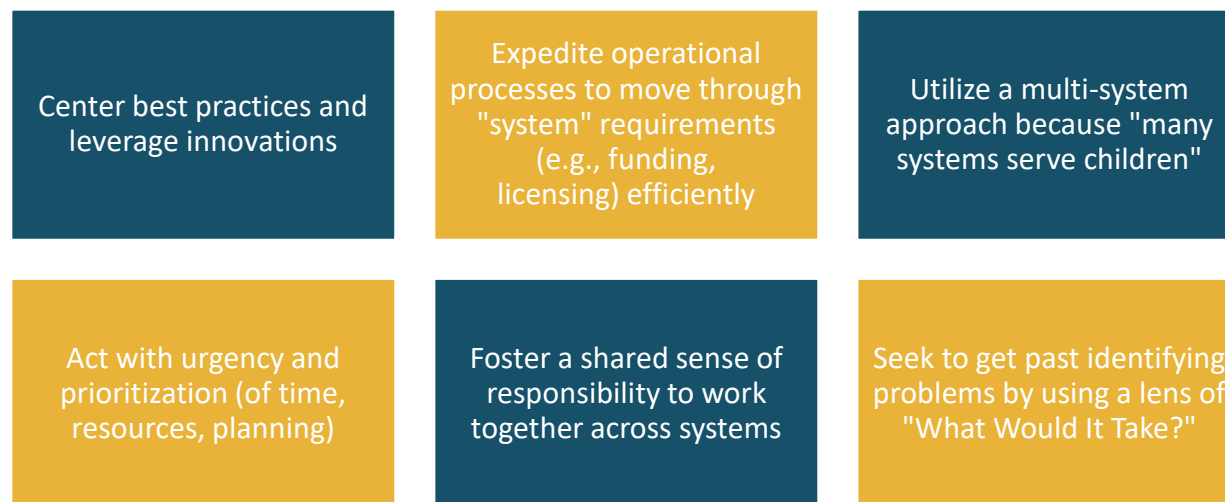 Center best practices and
leverage innovations
Expedite operational
processes to move through
"system" requirements
(e.g., funding,
licensing) efficiently
Utilize a multi-system
approach because "many
systems serve children"
Act with urgency and
prioritization (of time,
resources, planning)
Foster a shared sense of
responsibility to work
together across systems
Seek to get past identifying
problems by using a lens of
"What Would It Take?"